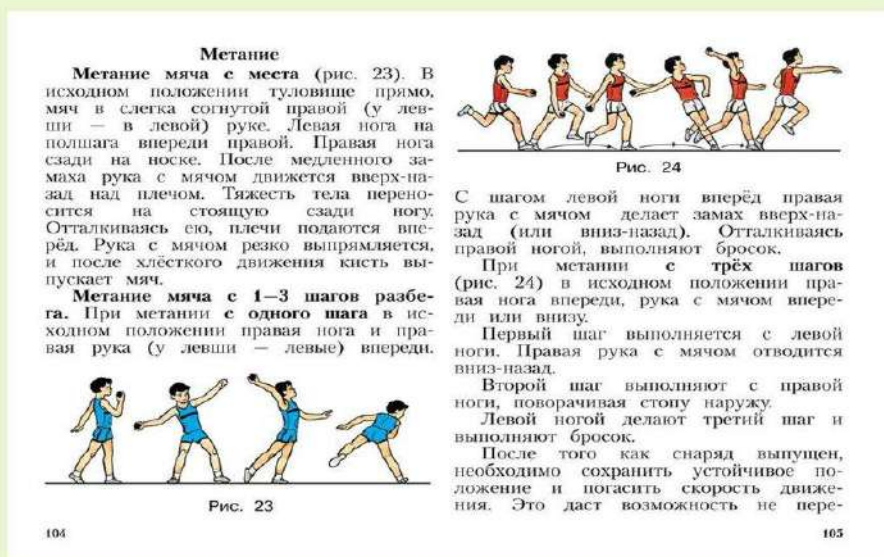 Метание
Метание мяча с места (рис. 23). В
исходном положении туловище прямо,
мяч в слегка согнутой правой (у лев-
ши — в левой) руке. Левая нога на
полшага впереди правой. Правая нога
сзади на носке. После медленного за-
маха рука с мячом движется вверх-на-
зад над плечом. Тяжесть тела перено-
сится на стоящую сзади ногу.
Отталкиваясь ею, плечи подаются впе-
рёд. Рука с мячом резко выпрямляется,
и после хлёсткого движения кисть вы-
пускает мяч.
Метание мяча с 1—3 шагов разбе-
га. При метании с одного шага в ис-
ходном положении правая нога и пра-
вая рука (у левши — левые) впереди.
Рис. 23
104
Рис. 24
С шагом левой ноги вперёд правая
рука с мячом делает замах вверх-на-
зад (или вниз-назад). Отталкиваясь
правой ногой, выполняют бросок.
При метании с трёх шагов
(рис. 24) в исходном положении пра-
вая нога впереди, рука с мячом впере-
ди или внизу.
Первый шаг выполняется с левой
ноги. Правая рука с мячом отводится
вниз-назад.
Второй шаг выполняют с правой
ноги, поворачивая стопу наружу.
Левой ногой делают третий шаг и
выполняют бросок.
После того как снаряд выпущен,
необходимо сохранить устойчивое по-
ложение и погасить скорость движе-
ния. Это даст возможность не пере-
105